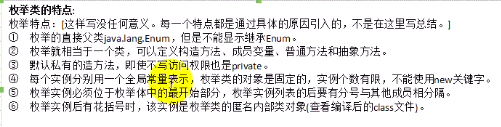 枚举类的特点:
枚举特点：[这样写没任何意义。每一个特点都是通过具体的原因引入的，不是在这里写总结。]
① 枚举的直接父类java.lang.Enum，但是不能显示继承Enum。
② 枚举就相当于一个类，可以定义构造方法、成员变量、普通方法和抽象方法。
③ 默认私有的造方法，即使不写访问权限也是private。
④ 每个实例分别用一个全局常量表示，枚举类的对象是固定的，实例个数有限，不能使用new关键字。
⑤ 枚举实例必须位于枚举体中的最开始部分，枚举实例列表的后要有分号与其他成员相分隔。
⑥ 枚举实例后有花括号时，该实例是枚举类的匿名内部类对象(查看编译后的class文件)。